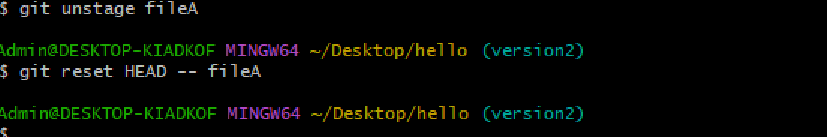 $ git unstage fileA
Admin@DESKTOP-KIADKOF MINGW64 ~/Desktop/hello (version2)
$ git reset HEAD -- fileA
Admin@DESKTOP-KIADKOF MINGW64 ~/Desktop/hello (version2)
$